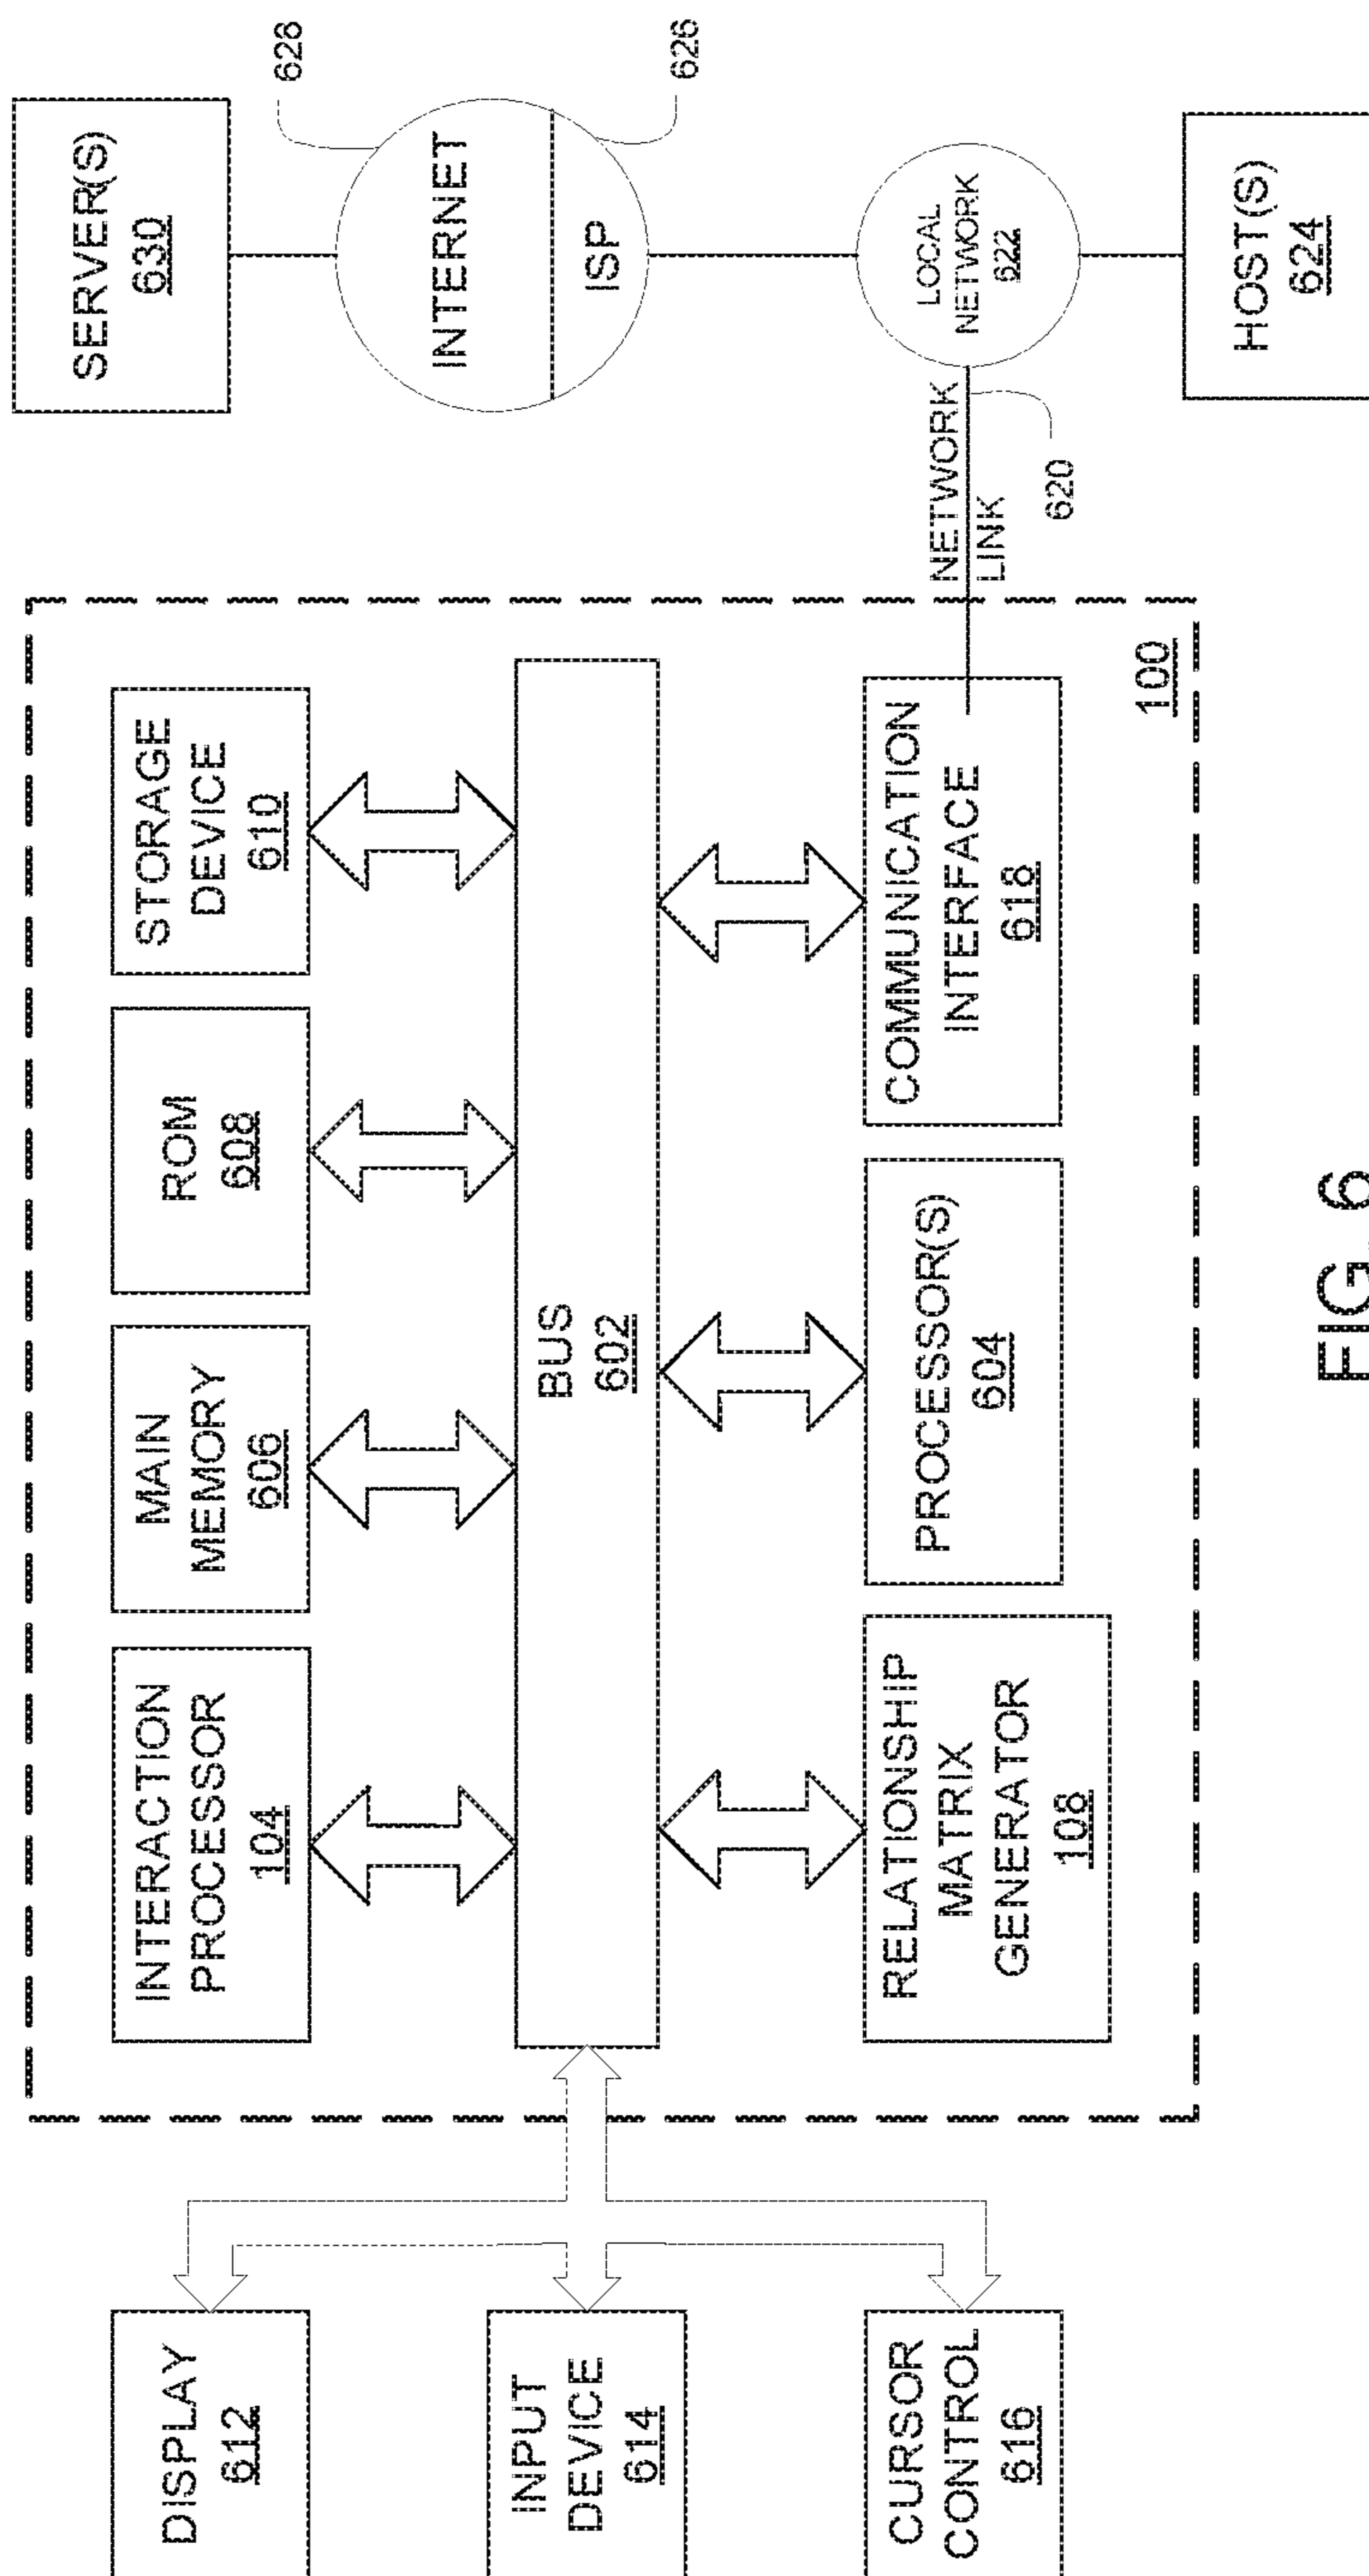 DISPLAY
612
INPUT
DEVICE
614
CURSOR
CONTROL
616
INTERACTION
PROCESSOR
104
MAIN
MEMORY
606
ROM
608
STORAGE
DEVICE
610
BUS
602
RELATIONSHIP
MATRIX
GENERATOR
108
PROCESSOR(S)
604
COMMUNICATION
INTERFACE
618
100
NETWORK
LINK
620
SERVER(S)
630
628
INTERNET
ISP
626
LOCAL
NETWORK
622
HOST(S)
624
FIG. 6